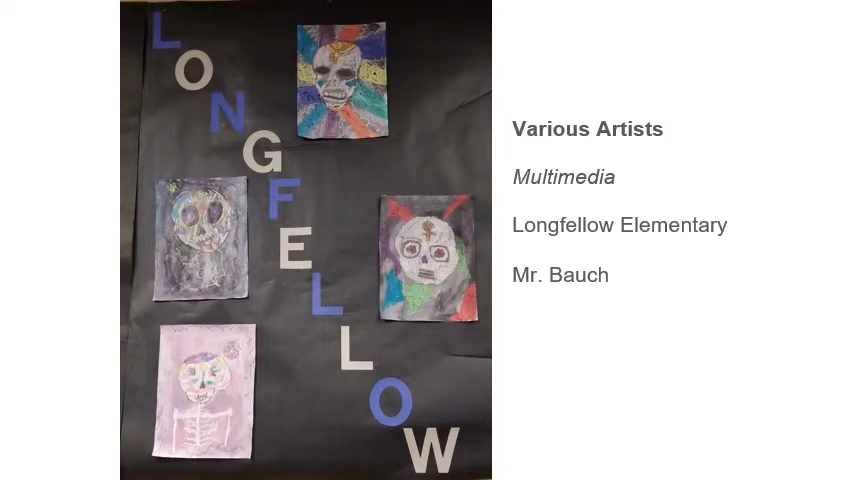 LONGFELLOW
Various Artists
Multimedia
Longfellow Elementary
Mr. Bauch